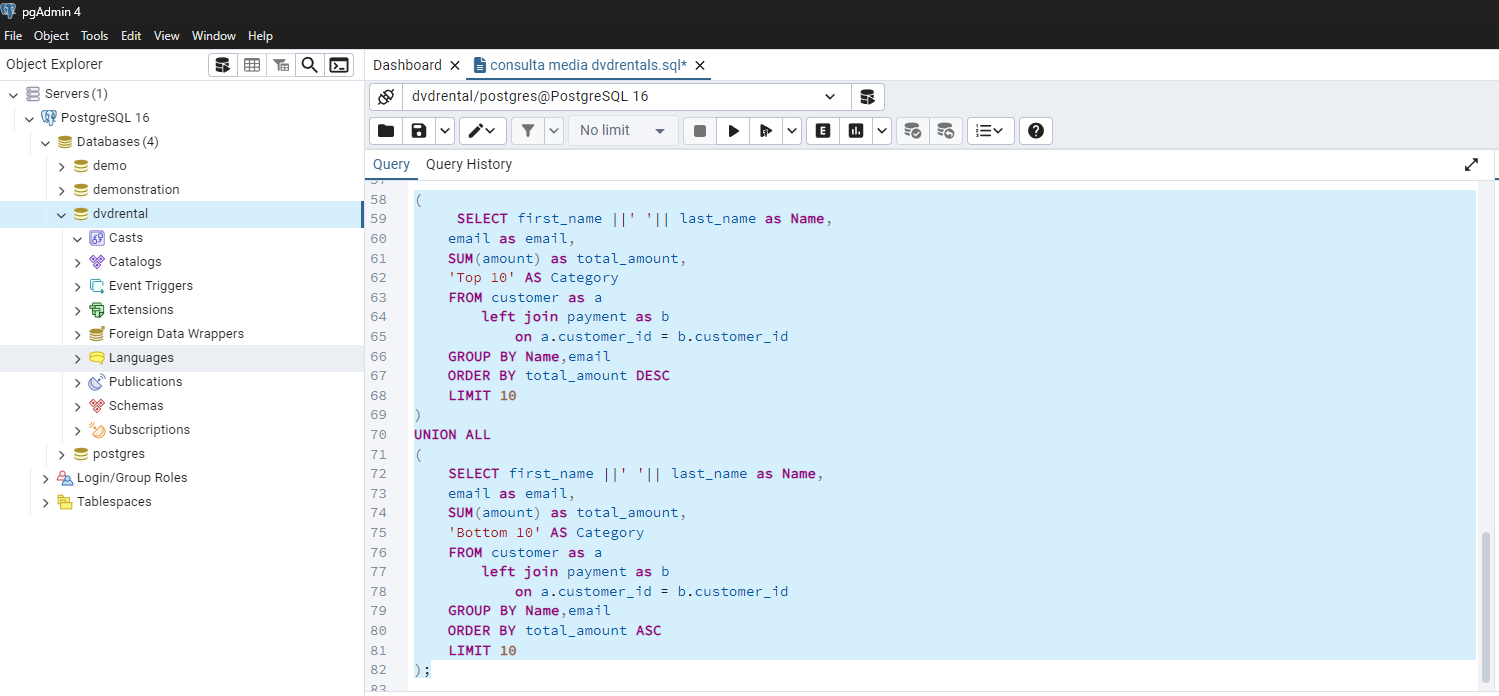 pgAdmin 4
File Object Tools Edit View Window Help
Object Explorer
Servers (1)
PostgreSQL 16
Databases (4)
demo
demonstration
dvdrental
Casts
Catalogs
Event Triggers
Extensions
Foreign Data Wrappers
Languages
Publications
Schemas
Subscriptions
postgres
Login/Group Roles
Tablespaces
Dashboard
consulta media dvdrentals.sql*
dvdrental/postgres@PostgreSQL 16
No limit
E
Query Query History
58 (
59 SELECT first_name ||' '|| last_name as Name,
60 email as email,
61 SUM(amount) as total_amount,
62 'Top 10' AS Category
63 FROM customer as a
64 left join payment as b
65 on a.customer_id = b.customer_id
66 GROUP BY Name,email
67 ORDER BY total_amount DESC
68 LIMIT 10
69 )
70 UNION ALL
71 (
72 SELECT first_name ||' '|| last_name as Name,
73 email as email,
74 SUM(amount) as total_amount,
75 'Bottom 10' AS Category
76 FROM customer as a
77 left join payment as b
78 on a.customer_id = b.customer_id
79 GROUP BY Name,email
80 ORDER BY total_amount ASC
81 LIMIT 10
82 );
83